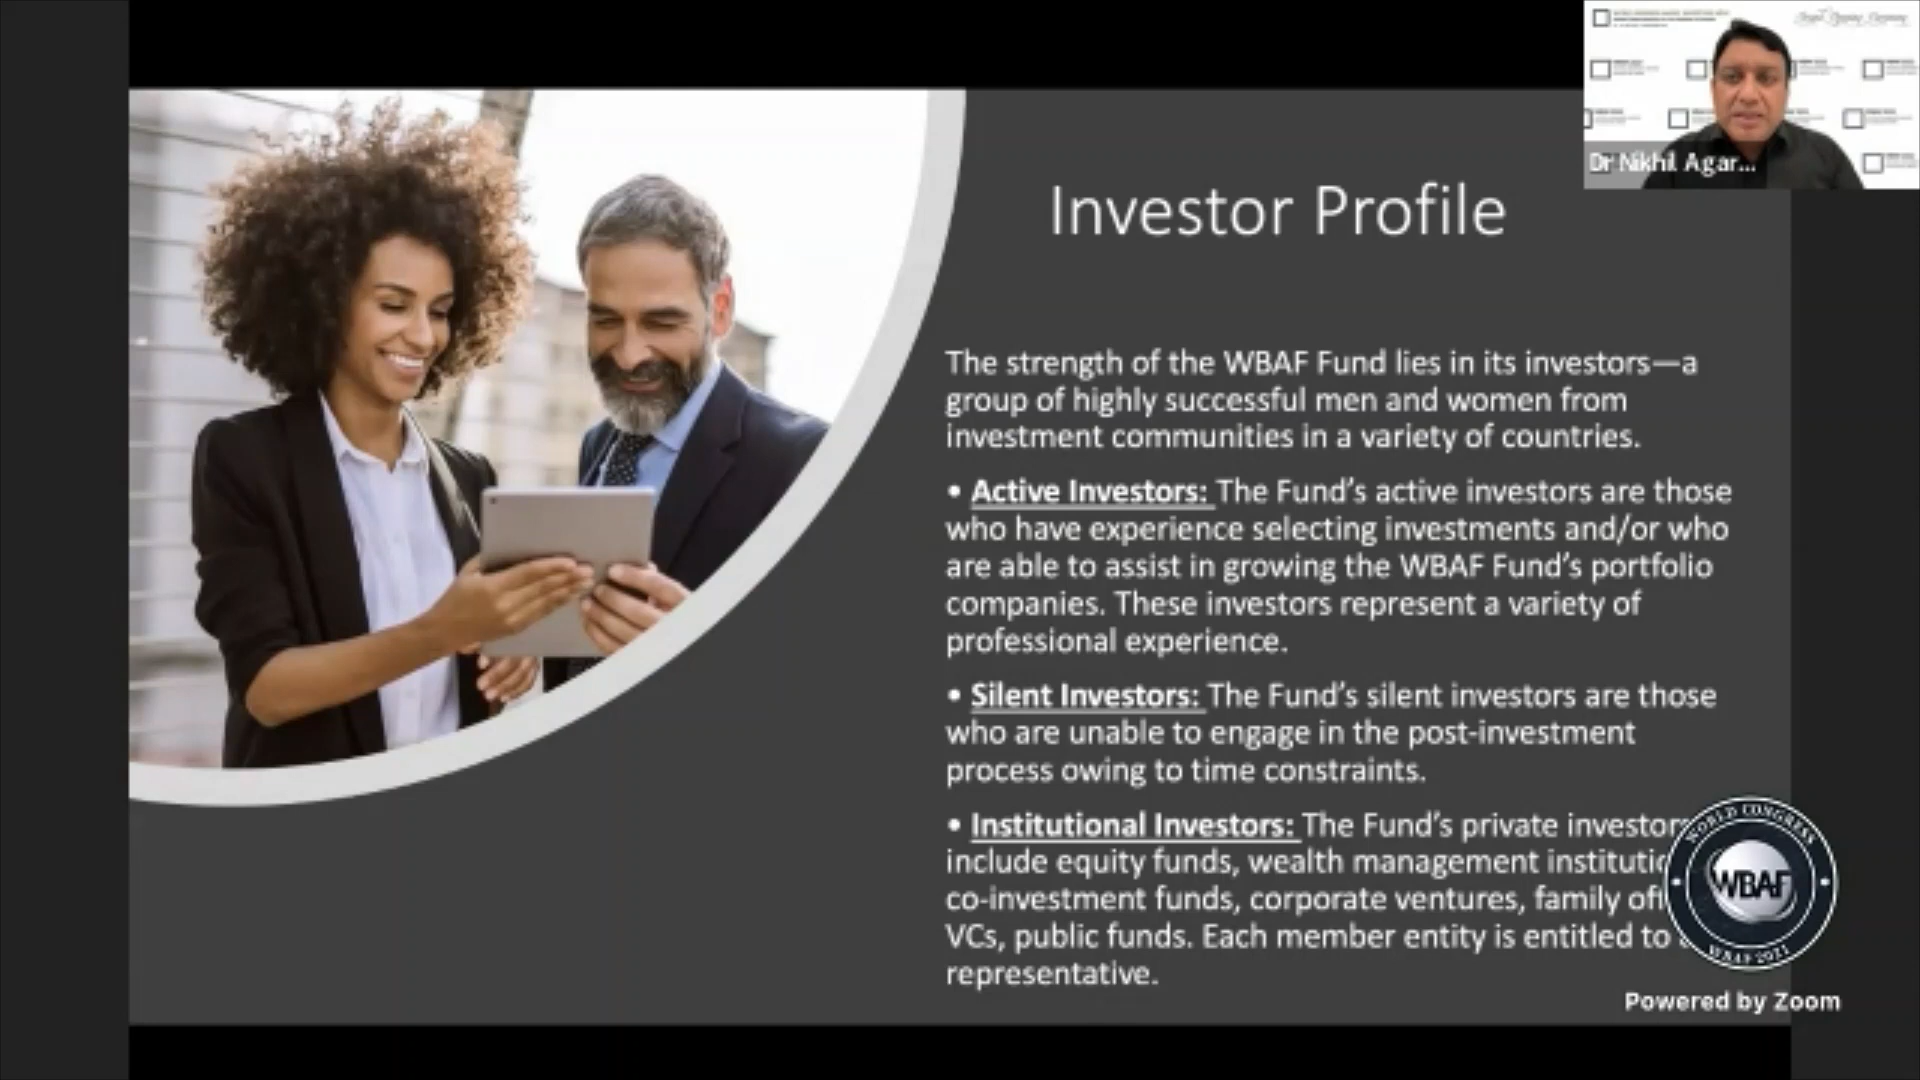 Dr Nikhil Agar...
Investor Profile
The strength of the WBAF Fund lies in its investors—a
group of highly successful men and women from
investment communities in a variety of countries.
• Active Investors: The Fund's active investors are those
who have experience selecting investments and/or who
are able to assist in growing the WBAF Fund's portfolio
companies. These investors represent a variety of
professional experience.
• Silent Investors: The Fund's silent investors are those
who are unable to engage in the post-investment
process owing to time constraints.
• Institutional Investors: The Fund's private investors
include equity funds, wealth management
co-investment funds, corporate ventures, family
VCs, public funds. Each member entity is entitled to
representative.
WORLD CONGRESS
WBAF
WBAF 2021
Powered by Zoom